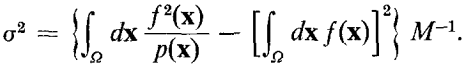 σ² = {∫_Ω dx f²(x)/p(x) − [∫_Ω dx f(x)]²} M⁻¹.